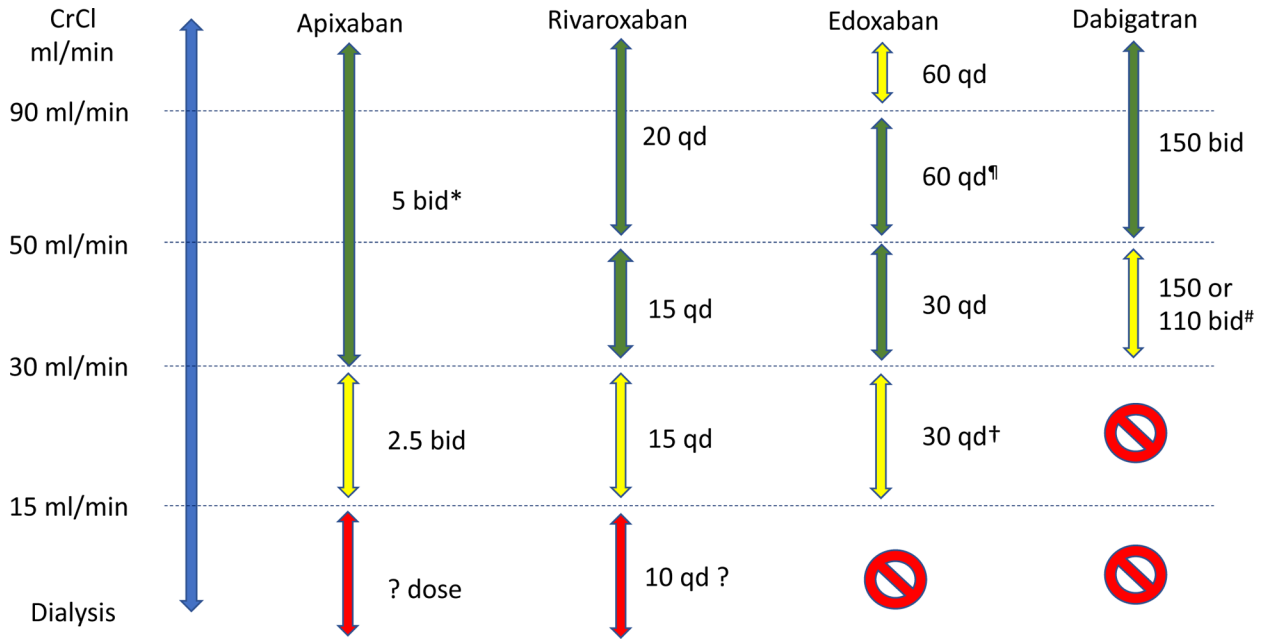 CrCl
ml/min
Apixaban
Rivaroxaban
Edoxaban
Dabigatran
60 qd
90 ml/min
5 bid*
20 qd
60 qd¶
150 bid
50 ml/min
15 qd
30 qd
150 or
110 bid#
30 ml/min
2.5 bid
15 qd
30 qd†
15 ml/min
? dose
10 qd ?
Dialysis